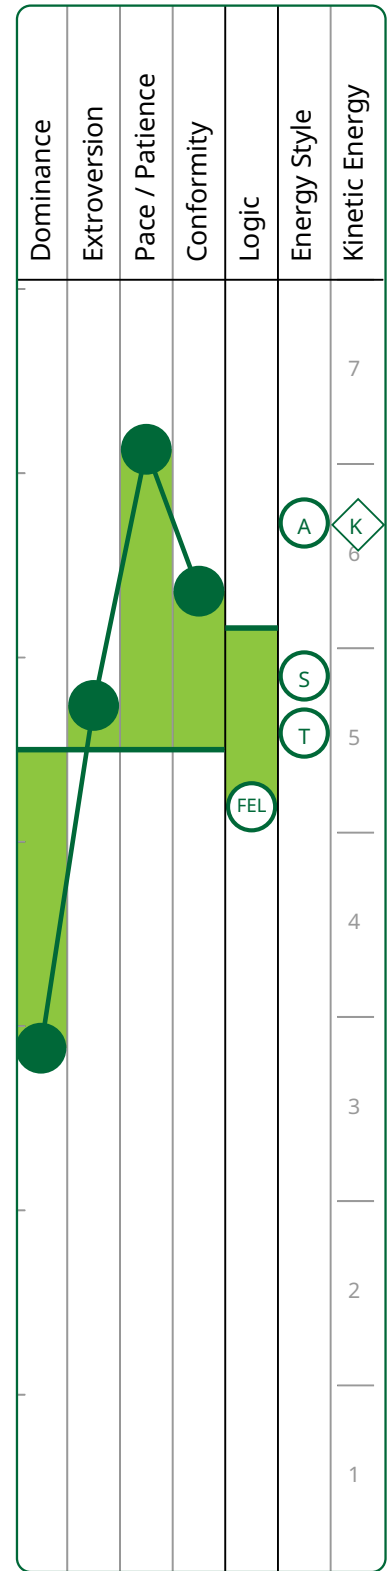 Dominance
Extroversion
Pace / Patience
Conformity
Logic
Energy Style
Kinetic Energy
7
A
K
6
S
T
5
FEL
4
3
2
1